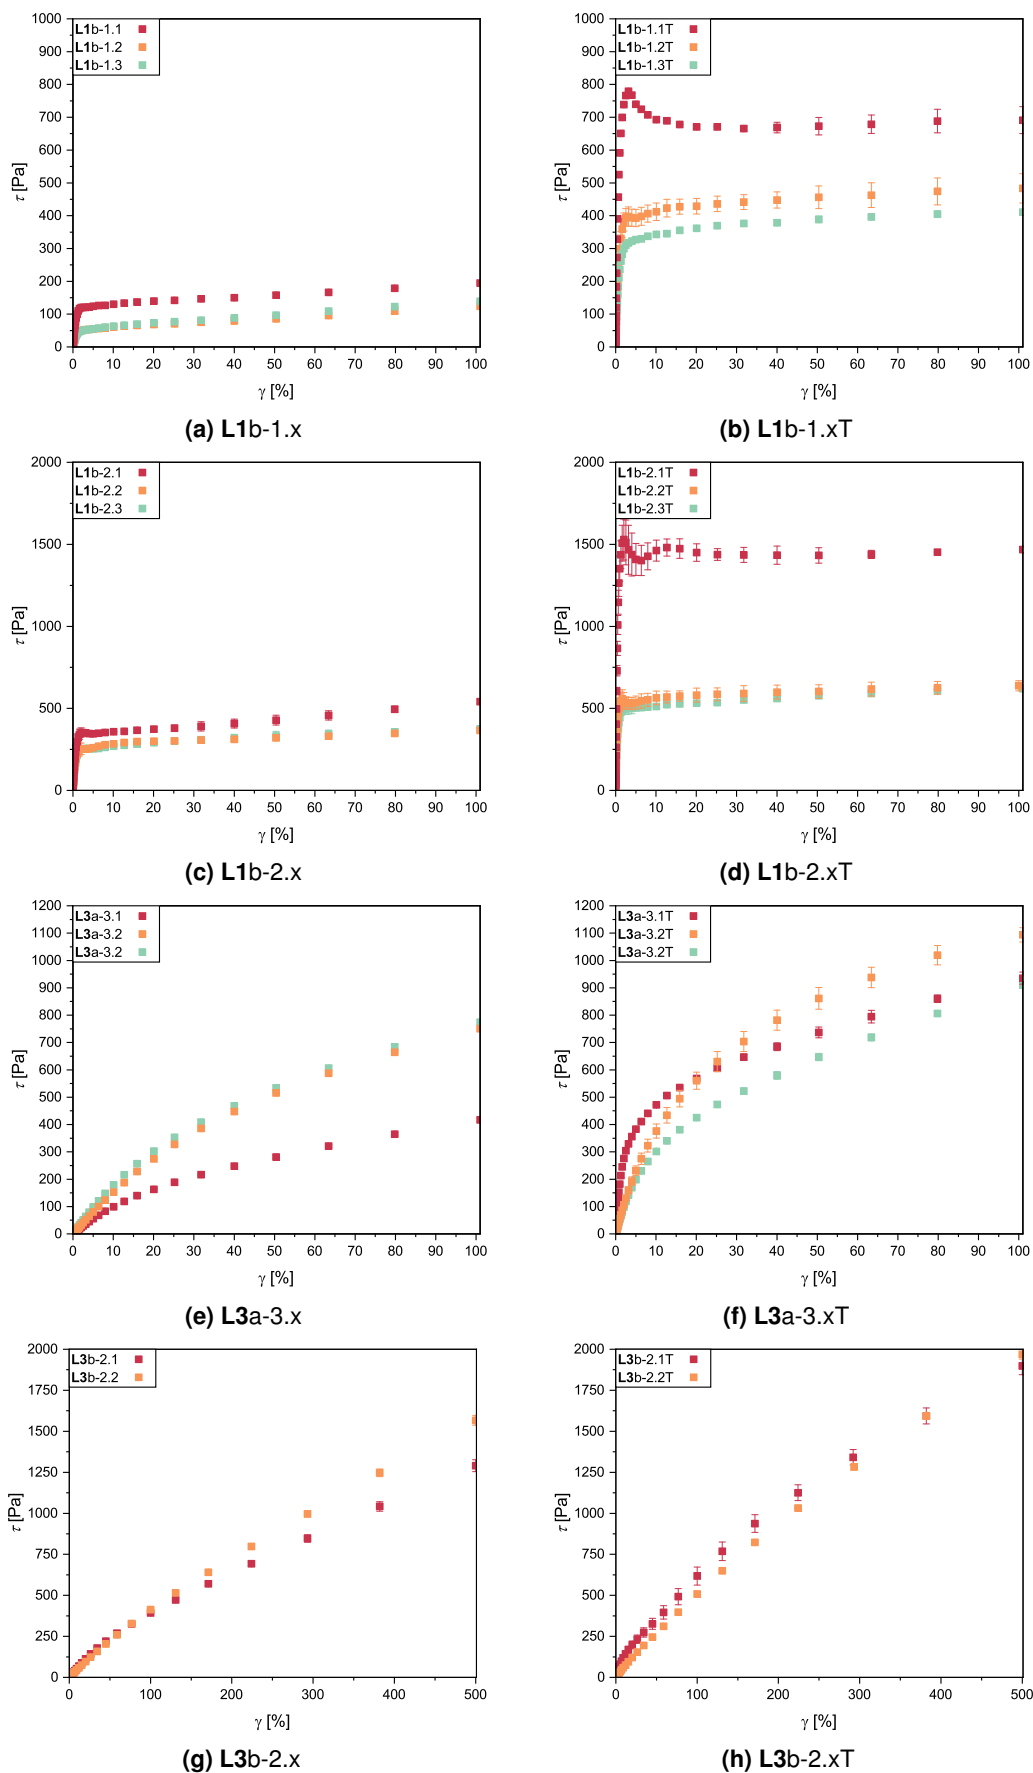 L1b-1.1
L1b-1.2
L1b-1.3
1000
900
800
700
600
500
400
300
200
100
0
τ [Pa]
0 10 20 30 40 50 60 70 80 90 100
γ [%]
(a) L1b-1.x
L1b-1.1T
L1b-1.2T
L1b-1.3T
1000
900
800
700
600
500
400
300
200
100
0
τ [Pa]
0 10 20 30 40 50 60 70 80 90 100
γ [%]
(b) L1b-1.xT
L1b-2.1
L1b-2.2
L1b-2.3
2000
1500
1000
500
0
τ [Pa]
0 10 20 30 40 50 60 70 80 90 100
γ [%]
(c) L1b-2.x
L1b-2.1T
L1b-2.2T
L1b-2.3T
2000
1500
1000
500
0
τ [Pa]
0 10 20 30 40 50 60 70 80 90 100
γ [%]
(d) L1b-2.xT
L3a-3.1
L3a-3.2
L3a-3.2
1200
1100
1000
900
800
700
600
500
400
300
200
100
0
τ [Pa]
0 10 20 30 40 50 60 70 80 90 100
γ [%]
(e) L3a-3.x
L3a-3.1T
L3a-3.2T
L3a-3.2T
1200
1100
1000
900
800
700
600
500
400
300
200
100
0
τ [Pa]
0 10 20 30 40 50 60 70 80 90 100
γ [%]
(f) L3a-3.xT
L3b-2.1
L3b-2.2
2000
1750
1500
1250
1000
750
500
250
0
τ [Pa]
0 100 200 300 400 500
γ [%]
(g) L3b-2.x
L3b-2.1T
L3b-2.2T
2000
1750
1500
1250
1000
750
500
250
0
τ [Pa]
0 100 200 300 400 500
γ [%]
(h) L3b-2.xT